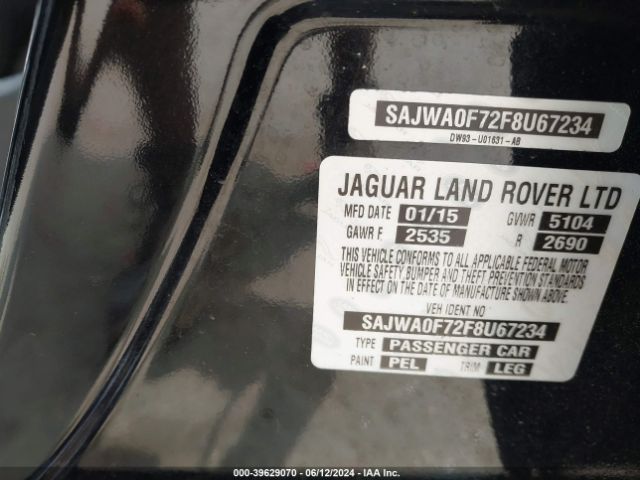 SAJWA0F72F8U67234
DW93-U01631-AB
JAGUAR LAND ROVER LTD
MFD DATE 01/15 GVWR 5104
GAWR F 2535 R 2690
THIS VEHICLE CONFORMS TO ALL APPLICABLE FEDERAL MOTOR
VEHICLE SAFETY BUMPER AND THEFT PREVENTION STANDARDS
IN EFFECT ON THE DATE OF MANUFACTURE SHOWN ABOVE.
VEH IDENT NO
SAJWA0F72F8U67234
TYPE PASSENGER CAR
PAINT PEL TRIM LEG
000-39629070 - 06/12/2024 - IAA Inc.